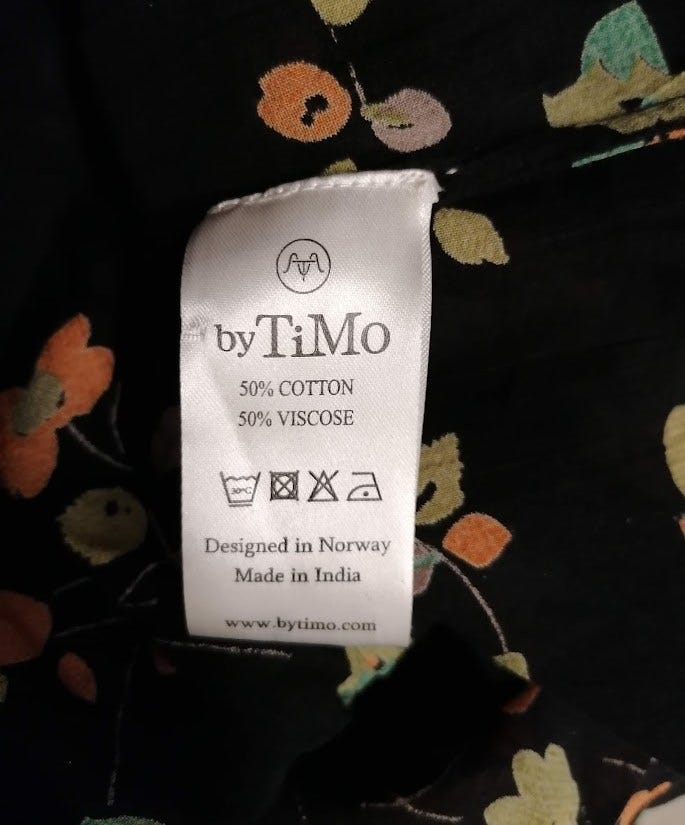 byTiMo
50% COTTON
50% VISCOSE
30°C
Designed in Norway
Made in India
www.bytimo.com